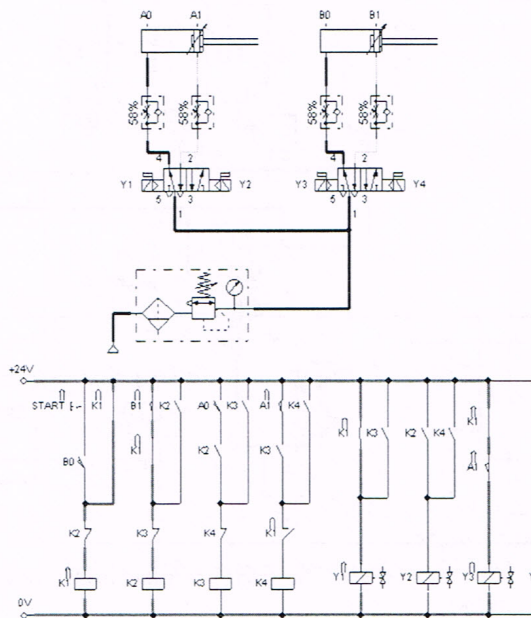 A0 A1 B0 B1
58% 58% 58% 58%
4 2 4 2
Y1 5 3 Y2 Y3 5 3 Y4
1 1
+24V
START K1 B1 K2 A0 K3 A1 K4 K1 K3 K2 K4 K1
B0 K1 K2 K3 A1
K2 K3 K4 K1
K1 K2 K3 K4 Y1 Y2 Y3 Y
0V